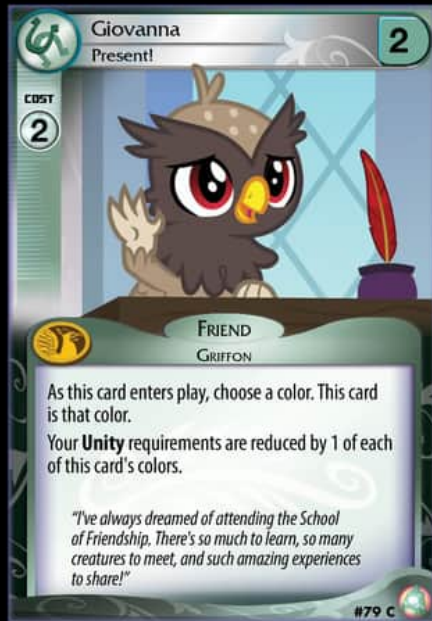 Giovanna
Present!
2
COST
2
FRIEND
GRIFFON
As this card enters play, choose a color. This card
is that color.
Your Unity requirements are reduced by 1 of each
of this card's colors.
"I've always dreamed of attending the School
of Friendship, There's so much to learn, so many
creatures to meet, and such amazing experiences
to share!"
#79 C